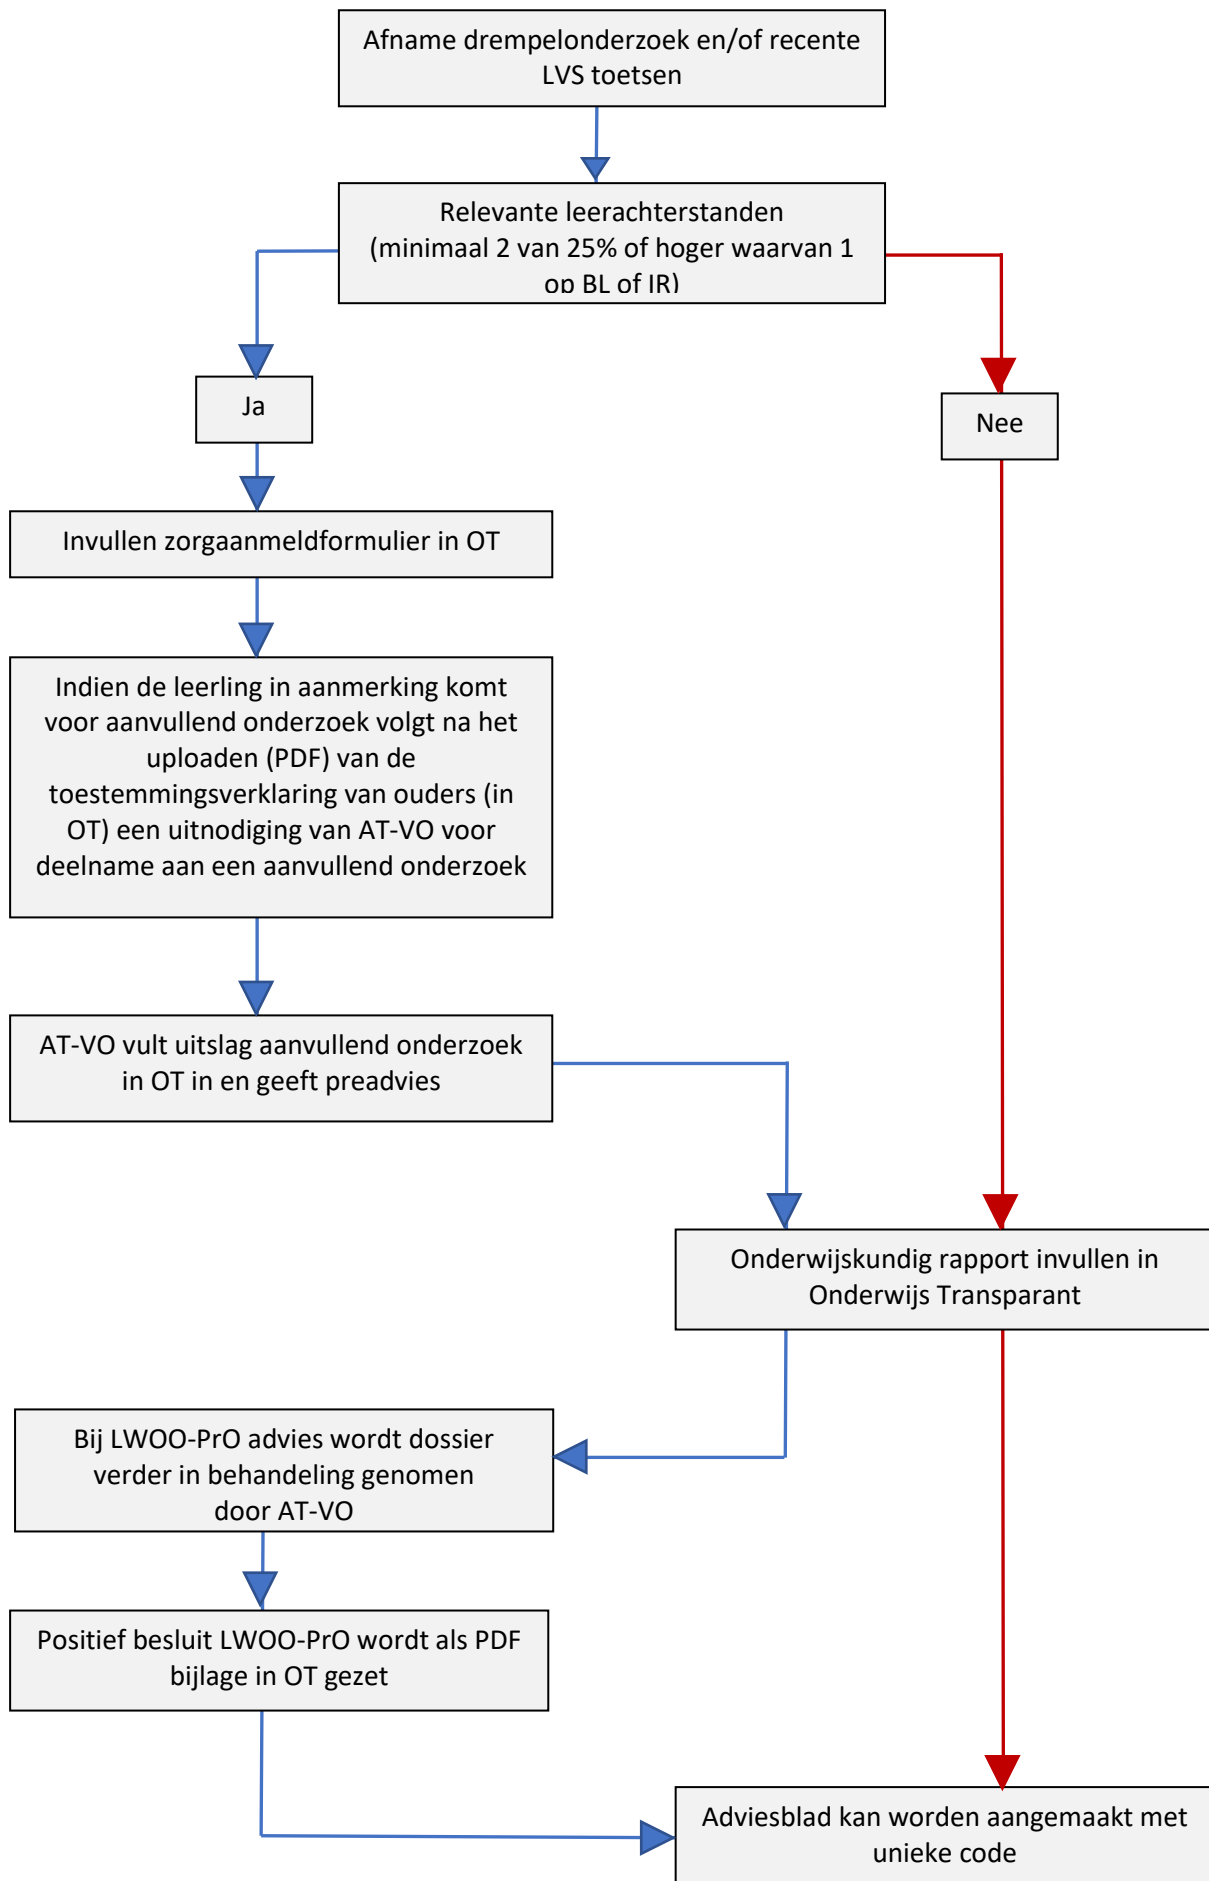 Afname drempelonderzoek en/of recente
LVS toetsen
Relevante leerachterstanden
(minimaal 2 van 25% of hoger waarvan 1
op BL of IR)
Ja
Nee
Invullen zorgaanmeldformulier in OT
Indien de leerling in aanmerking komt
voor aanvullend onderzoek volgt na het
uploaden (PDF) van de
toestemmingsverklaring van ouders (in
OT) een uitnodiging van AT-VO voor
deelname aan een aanvullend onderzoek
AT-VO vult uitslag aanvullend onderzoek
in OT in en geeft preadvies
Onderwijskundig rapport invullen in
Onderwijs Transparant
Bij LWOO-PrO advies wordt dossier
verder in behandeling genomen
door AT-VO
Positief besluit LWOO-PrO wordt als PDF
bijlage in OT gezet
Adviesblad kan worden aangemaakt met
unieke code